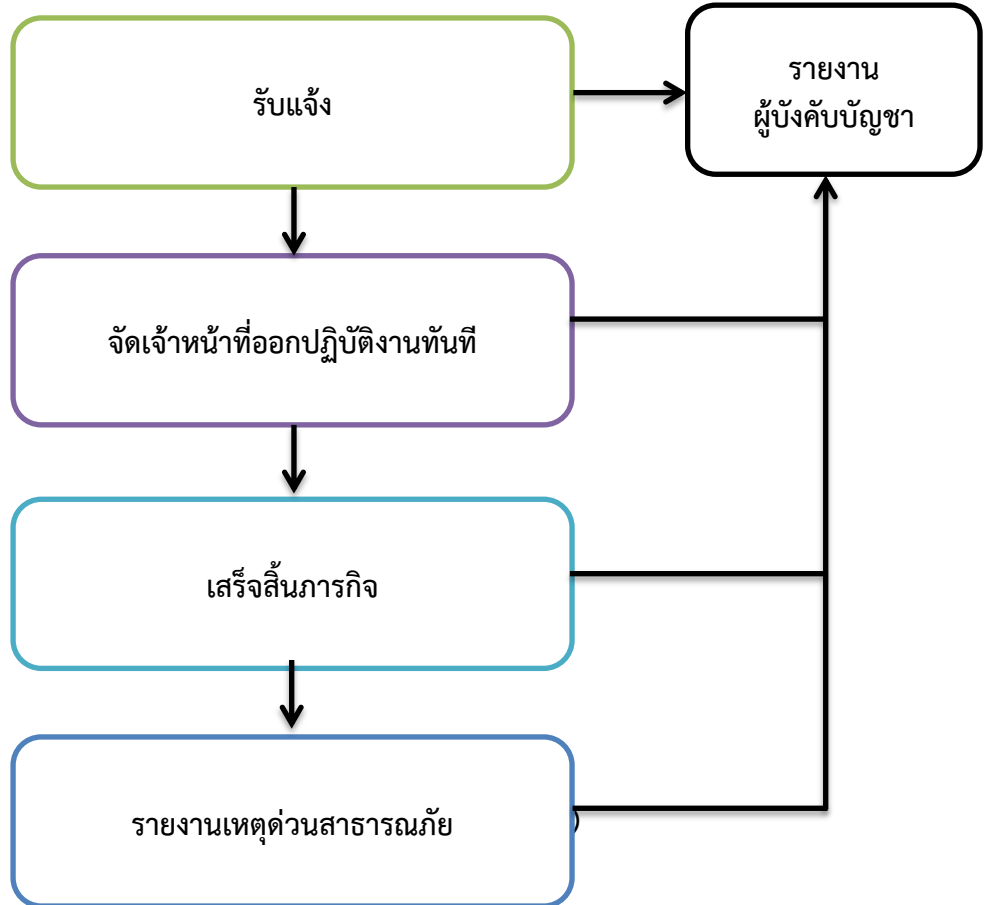 รับแจ้ง
รายงาน
ผู้บังคับบัญชา
จัดเจ้าหน้าที่ออกปฏิบัติงานทันที
เสร็จสิ้นภารกิจ
รายงานเหตุด่วนสาธารณภัย
)